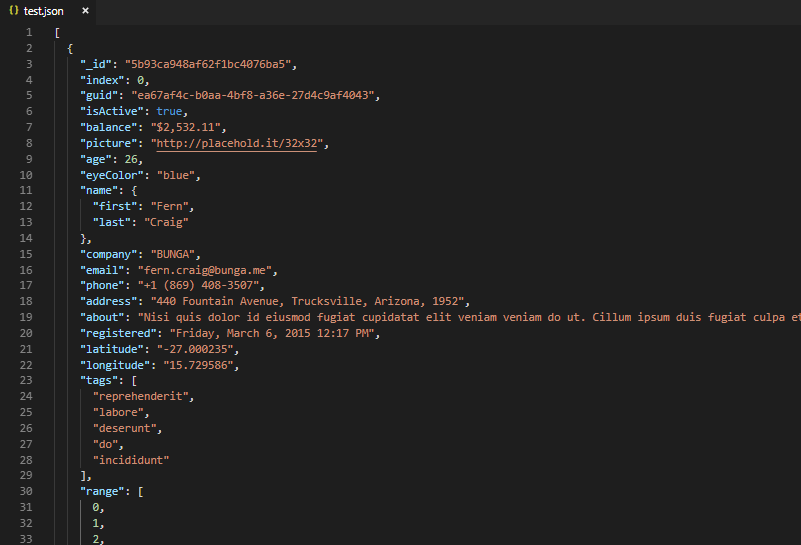 {} test.json ×
1 [
2 {
3 "_id": "5b93ca948af62f1bc4076ba5",
4 "index": 0,
5 "guid": "ea67af4c-b0aa-4bf8-a36e-27d4c9af4043",
6 "isActive": true,
7 "balance": "$2,532.11",
8 "picture": "http://placehold.it/32x32",
9 "age": 26,
10 "eyeColor": "blue",
11 "name": {
12 "first": "Fern",
13 "last": "Craig"
14 },
15 "company": "BUNGA",
16 "email": "fern.craig@bunga.me",
17 "phone": "+1 (869) 408-3507",
18 "address": "440 Fountain Avenue, Trucksville, Arizona, 1952",
19 "about": "Nisi quis dolor id eiusmod fugiat cupidatat elit veniam veniam do ut. Cillum ipsum duis fugiat culpa et
20 "registered": "Friday, March 6, 2015 12:17 PM",
21 "latitude": "-27.000235",
22 "longitude": "15.729586",
23 "tags": [
24 "reprehenderit",
25 "labore",
26 "deserunt",
27 "do",
28 "incididunt"
29 ],
30 "range": [
31 0,
32 1,
33 2,